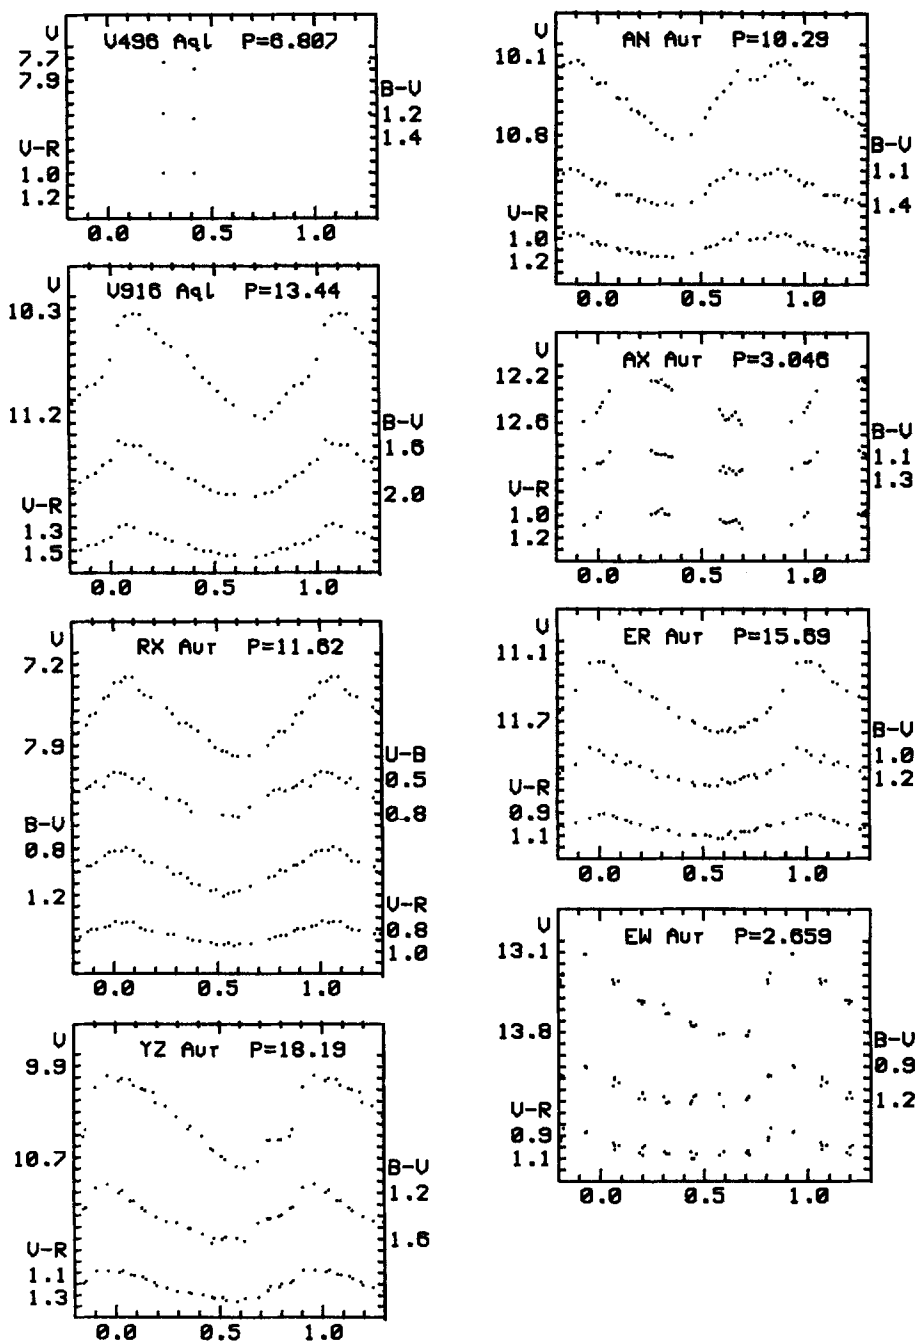 V496 Aql P=6.807
V
7.7
7.9
B-V
1.2
1.4
V-R
1.0
1.2
0.0 0.5 1.0
V916 Aql P=13.44
V
10.3
11.2
B-V
1.6
2.0
V-R
1.3
1.5
0.0 0.5 1.0
RX Aur P=11.62
V
7.2
7.9
U-B
0.5
0.8
B-V
0.8
1.2
V-R
0.8
1.0
0.0 0.5 1.0
YZ Aur P=18.19
V
9.9
10.7
B-V
1.2
1.6
V-R
1.1
1.3
0.0 0.5 1.0
AN Aur P=10.29
V
10.1
10.8
B-V
1.1
1.4
V-R
1.0
1.2
0.0 0.5 1.0
AX Aur P=3.046
V
12.2
12.6
B-V
1.1
1.3
V-R
1.0
1.2
0.0 0.5 1.0
ER Aur P=15.69
V
11.1
11.7
B-V
1.0
1.2
V-R
0.9
1.1
0.0 0.5 1.0
EW Aur P=2.659
V
13.1
13.8
B-V
0.9
1.2
V-R
0.9
1.1
0.0 0.5 1.0